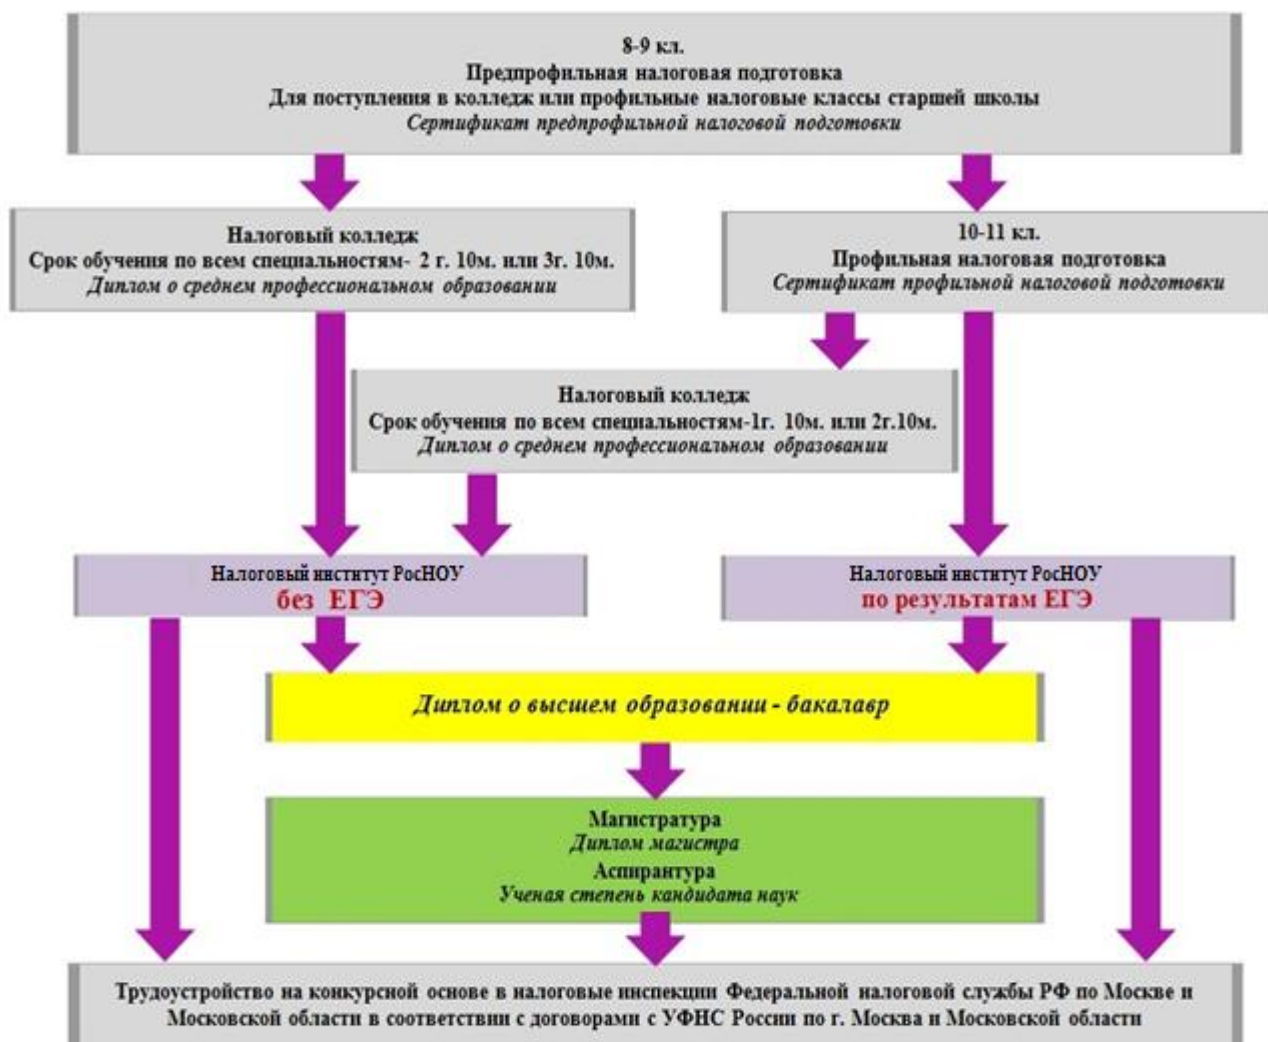 8-9 кл.
Предпрофильная налоговая подготовка
Для поступления в колледж или профильные налоговые классы старшей школы
Сертификат предпрофильной налоговой подготовки
Налоговый колледж
Срок обучения по всем специальностям- 2 г. 10м. или 3г. 10м.
Диплом о среднем профессиональном образовании
10-11 кл.
Профильная налоговая подготовка
Сертификат профильной налоговой подготовки
Налоговый колледж
Срок обучения по всем специальностям-1г. 10м. или 2г.10м.
Диплом о среднем профессиональном образовании
Налоговый институт РосНОУ
без ЕГЭ
Налоговый институт РосНОУ
по результатам ЕГЭ
Диплом о высшем образовании - бакалавр
Магистратура
Диплом магистра
Аспирантура
Ученая степень кандидата наук
Трудоустройство на конкурсной основе в налоговые инспекции Федеральной налоговой службы РФ по Москве и
Московской области в соответствии с договорами с УФНС России по г. Москва и Московской области